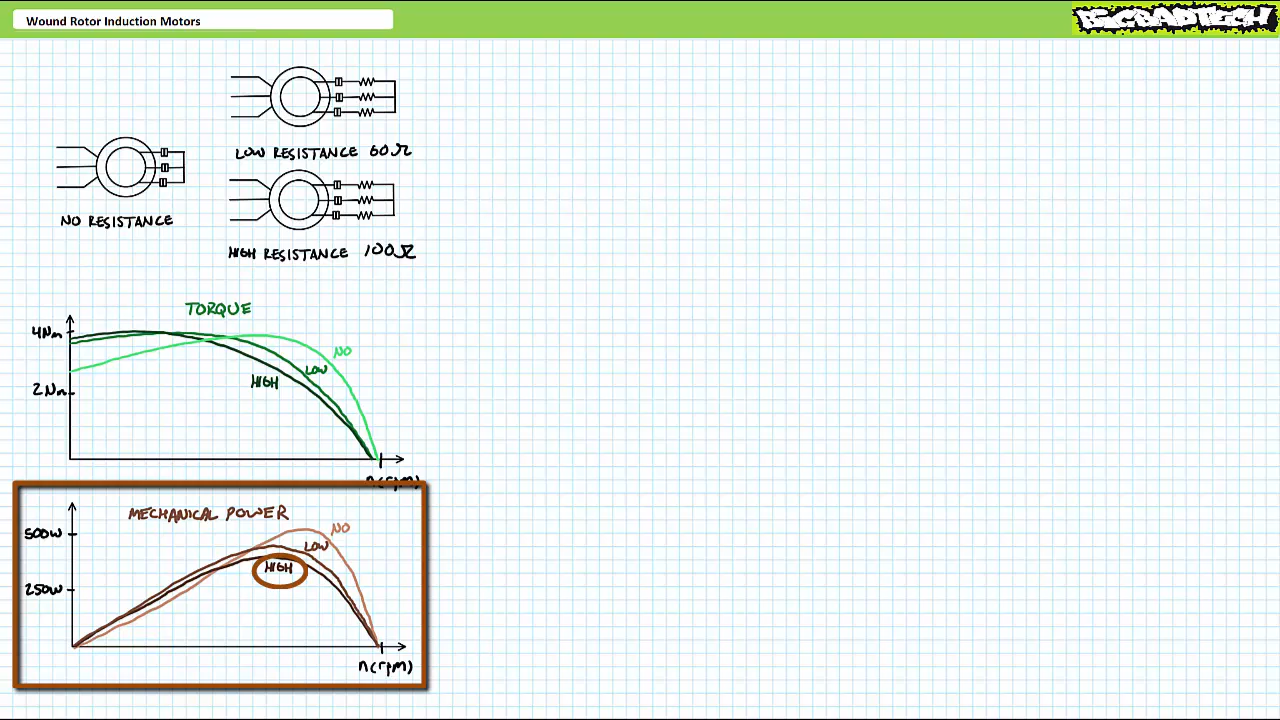 Wound Rotor Induction Motors
BIGBADTECH
LOW RESISTANCE 60Ω
NO RESISTANCE
HIGH RESISTANCE 100Ω
TORQUE
4Nm
NO
LOW
HIGH
2Nm
n(rpm)
MECHANICAL POWER
500W
NO
LOW
HIGH
250W
n(rpm)